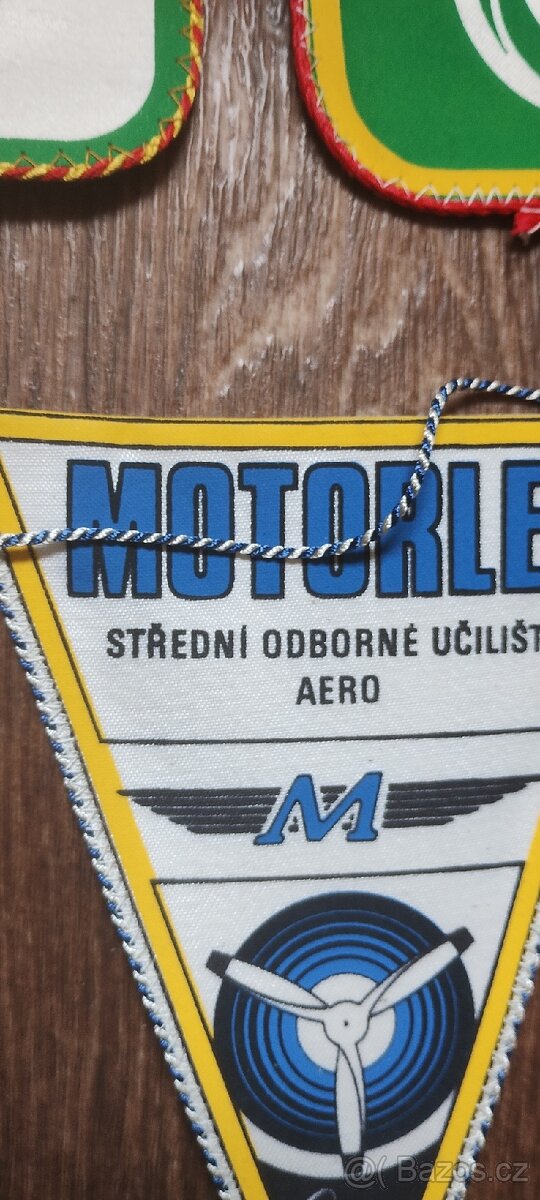 MOTORLE
STŘEDNÍ ODBORNÉ UČILIŠT
AERO
M
@ Bazos.cz